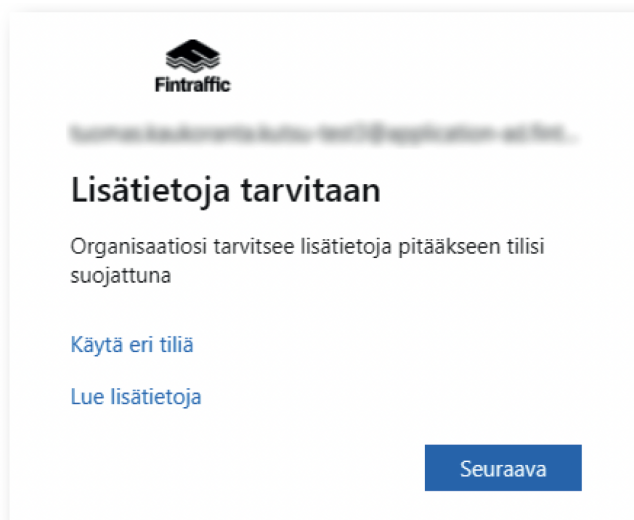 Fintraffic
Lisätietoja tarvitaan
Organisaatiosi tarvitsee lisätietoja pitääkseen tilisi
suojattuna
Käytä eri tiliä
Lue lisätietoja
Seuraava